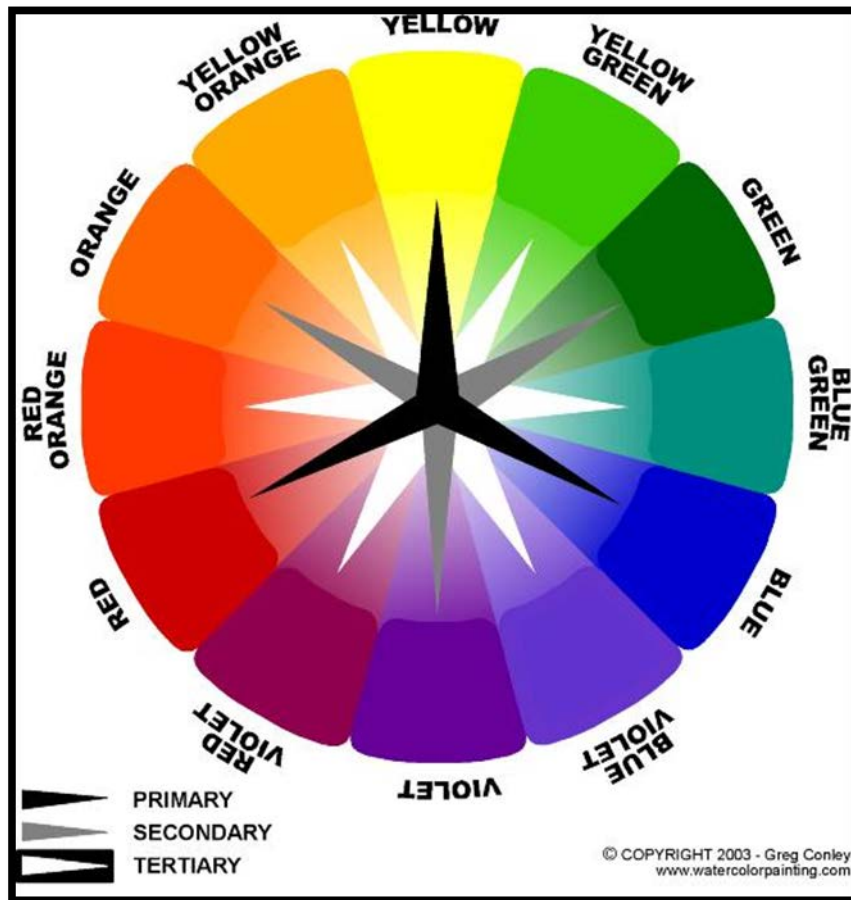 YELLOW
YELLOW
GREEN
GREEN
BLUE
GREEN
BLUE
BLUE
VIOLET
VIOLET
RED
VIOLET
RED
RED
ORANGE
ORANGE
YELLOW
ORANGE
PRIMARY
SECONDARY
TERTIARY
© COPYRIGHT 2003 - Greg Conley
www.watercolorpainting.com